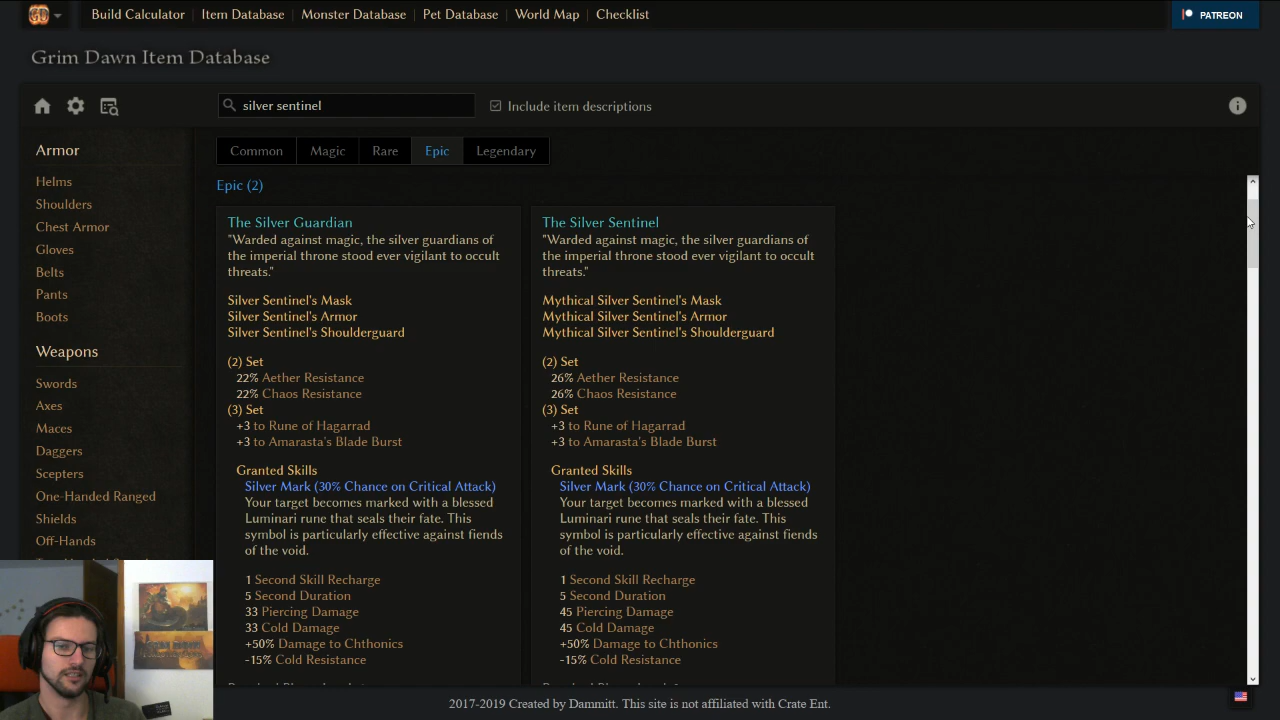 Build Calculator Item Database Monster Database Pet Database World Map Checklist PATREON
Grim Dawn Item Database
silver sentinel Include item descriptions
Armor
Helms
Shoulders
Chest Armor
Gloves
Belts
Pants
Boots
Weapons
Swords
Axes
Maces
Daggers
Scepters
One-Handed Ranged
Shields
Off-Hands
Common Magic Rare Epic Legendary
Epic (2)
The Silver Guardian
"Warded against magic, the silver guardians of
the imperial throne stood ever vigilant to occult
threats."
Silver Sentinel's Mask
Silver Sentinel's Armor
Silver Sentinel's Shoulderguard
(2) Set
22% Aether Resistance
22% Chaos Resistance
(3) Set
+3 to Rune of Hagarrad
+3 to Amarasta's Blade Burst
Granted Skills
Silver Mark (30% Chance on Critical Attack)
Your target becomes marked with a blessed
Luminari rune that seals their fate. This
symbol is particularly effective against fiends
of the void.
1 Second Skill Recharge
5 Second Duration
33 Piercing Damage
33 Cold Damage
+50% Damage to Chthonics
-15% Cold Resistance
The Silver Sentinel
"Warded against magic, the silver guardians of
the imperial throne stood ever vigilant to occult
threats."
Mythical Silver Sentinel's Mask
Mythical Silver Sentinel's Armor
Mythical Silver Sentinel's Shoulderguard
(2) Set
26% Aether Resistance
26% Chaos Resistance
(3) Set
+3 to Rune of Hagarrad
+3 to Amarasta's Blade Burst
Granted Skills
Silver Mark (30% Chance on Critical Attack)
Your target becomes marked with a blessed
Luminari rune that seals their fate. This
symbol is particularly effective against fiends
of the void.
1 Second Skill Recharge
5 Second Duration
45 Piercing Damage
45 Cold Damage
+50% Damage to Chthonics
-15% Cold Resistance
2017-2019 Created by Dammitt. This site is not affiliated with Crate Ent.